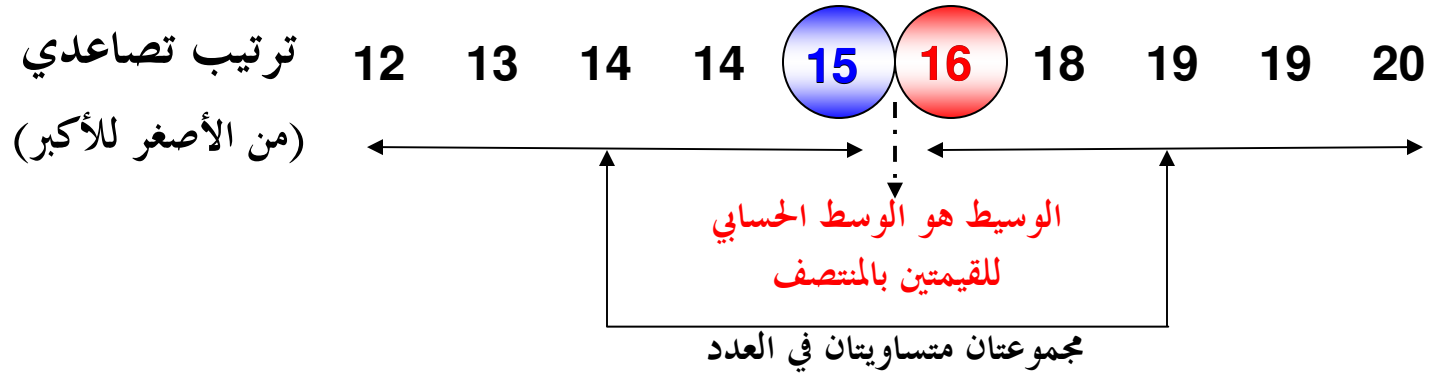 ترتيب تصاعدي
(من الأصغر للأكبر)
12 13 14 14 15 16 18 19 19 20
الوسيط هو الوسط الحسابي
للقيمتين بالمنتصف
مجموعتان متساويتان في العدد